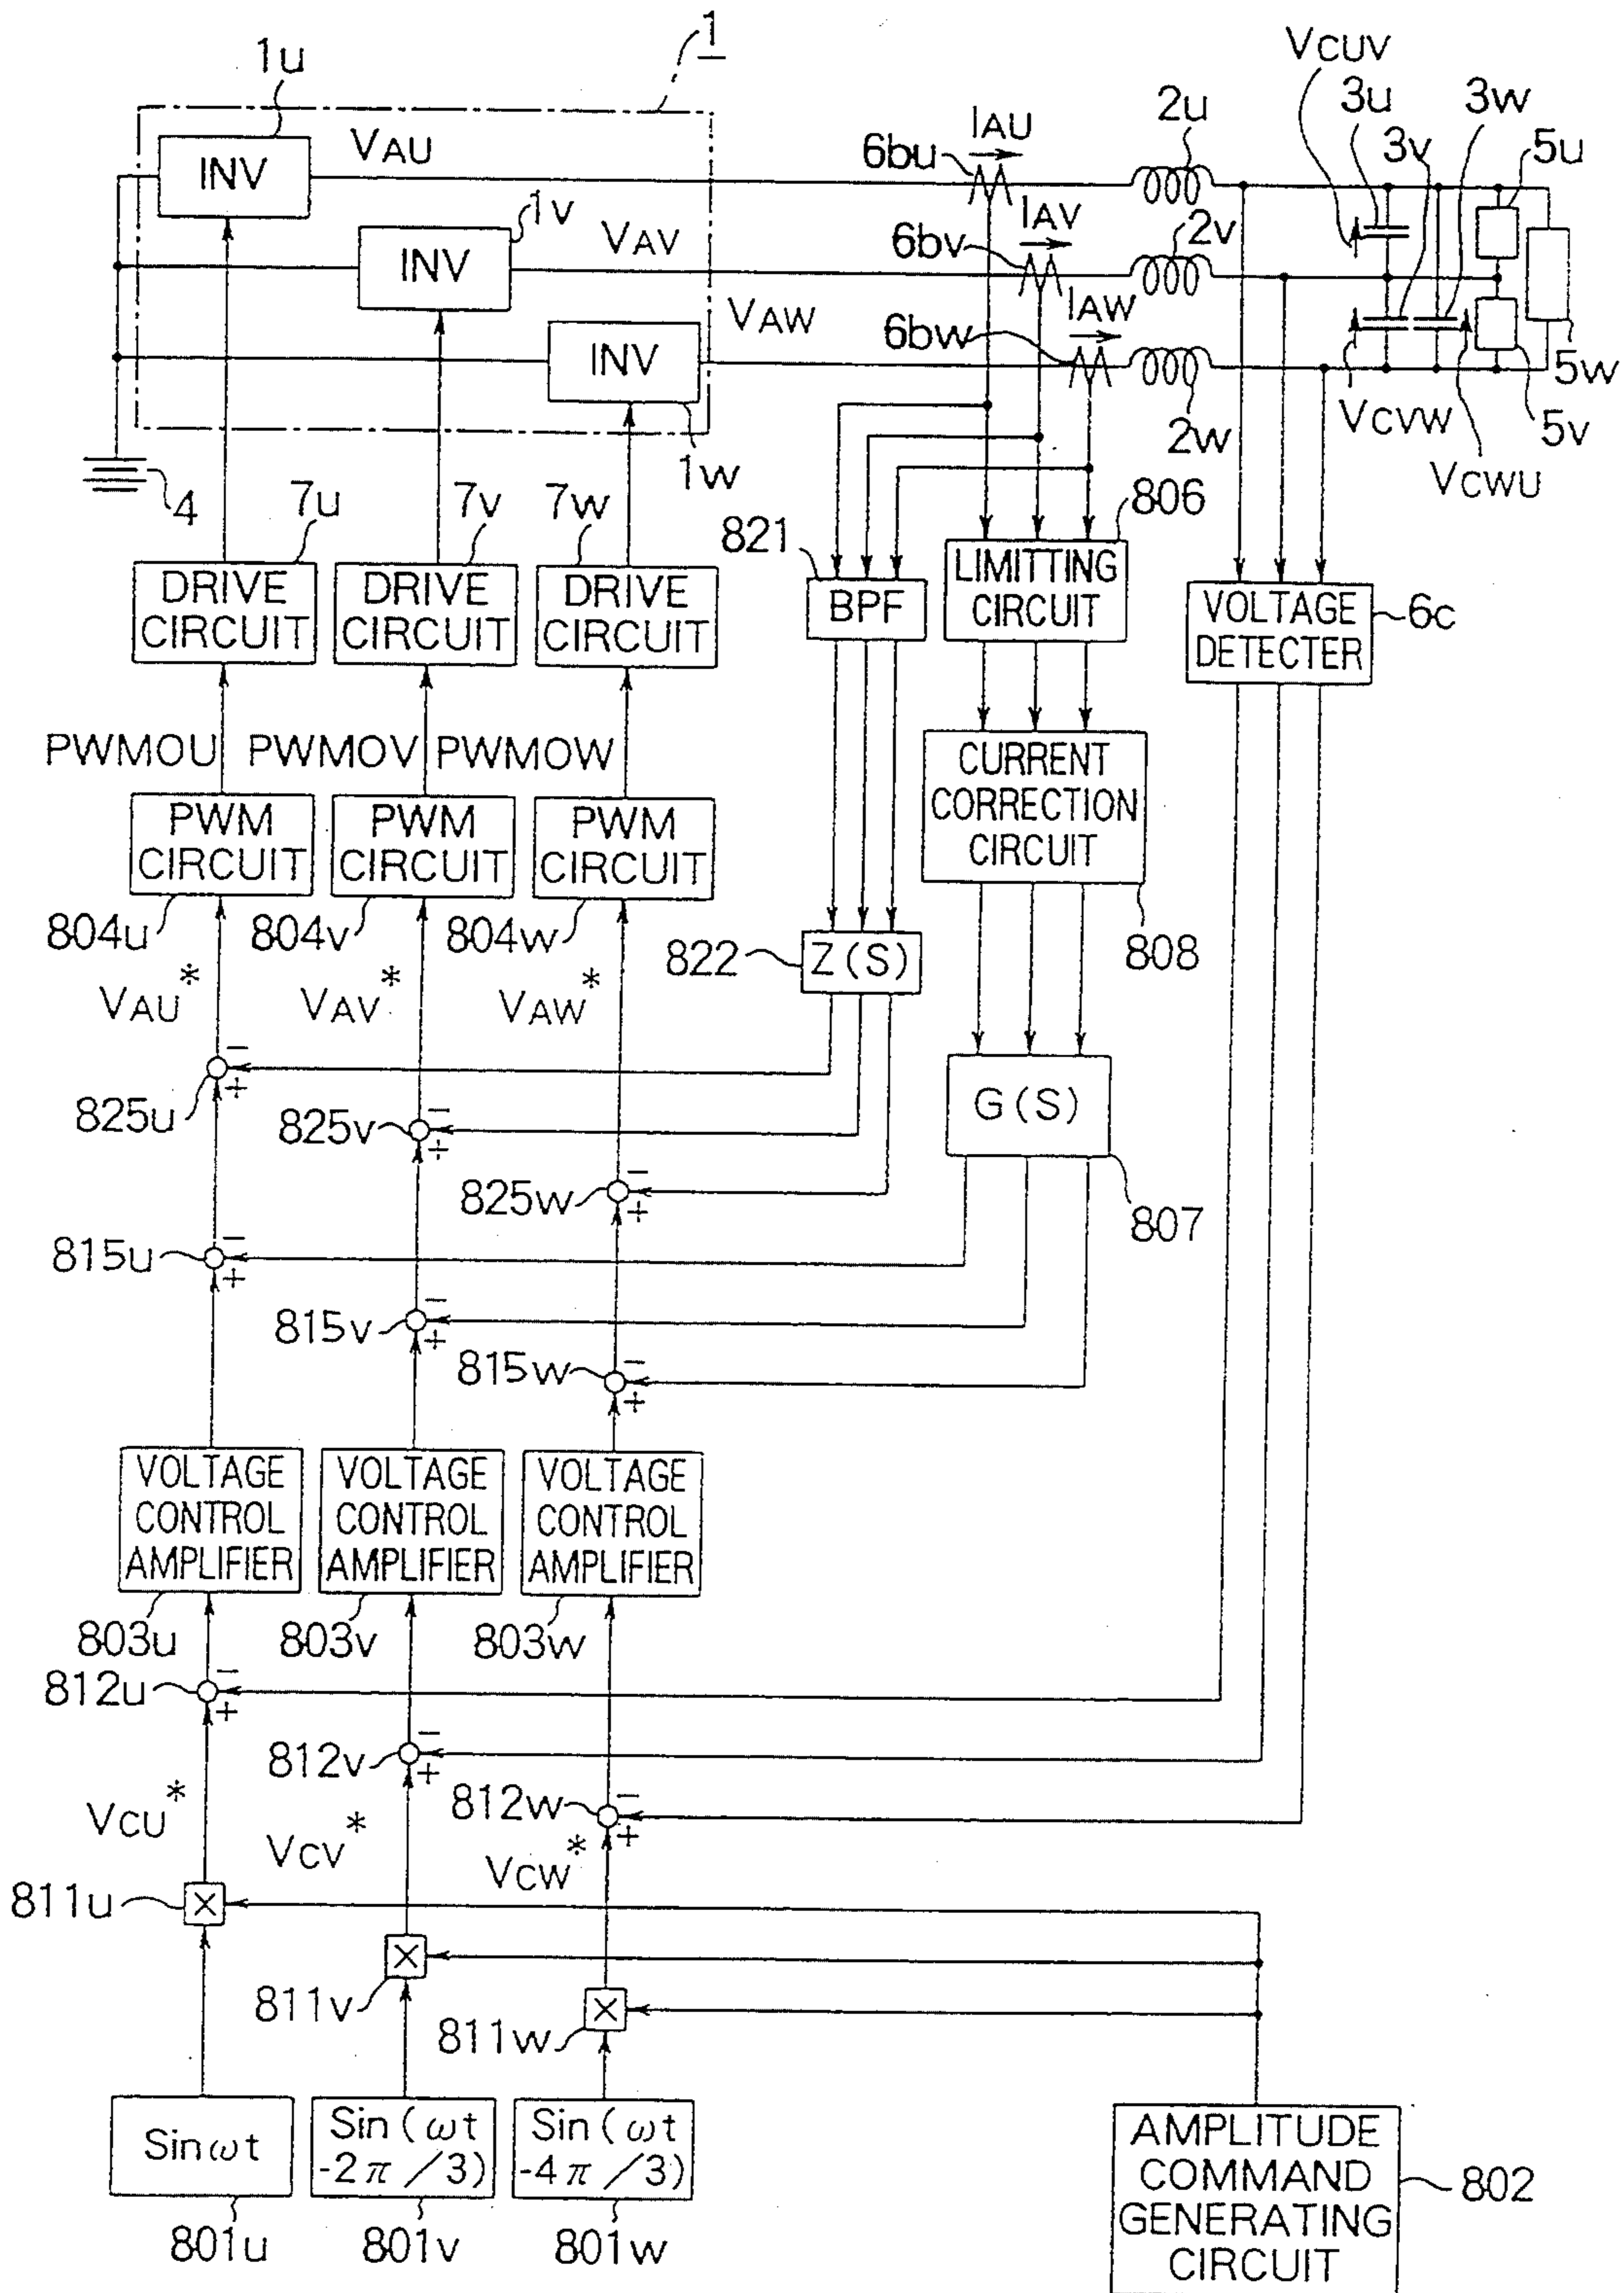 1
1u
VCUV
3u
3w
2u
IAU
VAU
6bu
3v
5u
INV
1v
IAV
VAV
6bv
2v
INV
IAW
VAW
6bw
INV
5w
VCVW
5v
2w
1w
VCWU
4
7u
7v
7w
806
821
DRIVE
CIRCUIT
DRIVE
CIRCUIT
DRIVE
CIRCUIT
BPF
LIMITTING
CIRCUIT
VOLTAGE
DETECTER
6c
PWMOU
PWMOV
PWMOW
CURRENT
CORRECTION
CIRCUIT
PWM
CIRCUIT
PWM
CIRCUIT
PWM
CIRCUIT
804u
804v
804w
822
Z(S)
808
VAU*
VAV*
VAW*
−
+
825u
G(S)
−
+
825v
−
+
825w
807
−
+
815u
−
+
815v
−
+
815w
VOLTAGE
CONTROL
AMPLIFIER
VOLTAGE
CONTROL
AMPLIFIER
VOLTAGE
CONTROL
AMPLIFIER
803u
803v
803w
−
+
812u
−
+
812v
−
+
812w
VCU*
VCV*
VCW*
811u
×
×
811v
×
811w
Sinωt
Sin(ωt
-2π/3)
Sin(ωt
-4π/3)
AMPLITUDE
COMMAND
GENERATING
CIRCUIT
802
801u
801v
801w